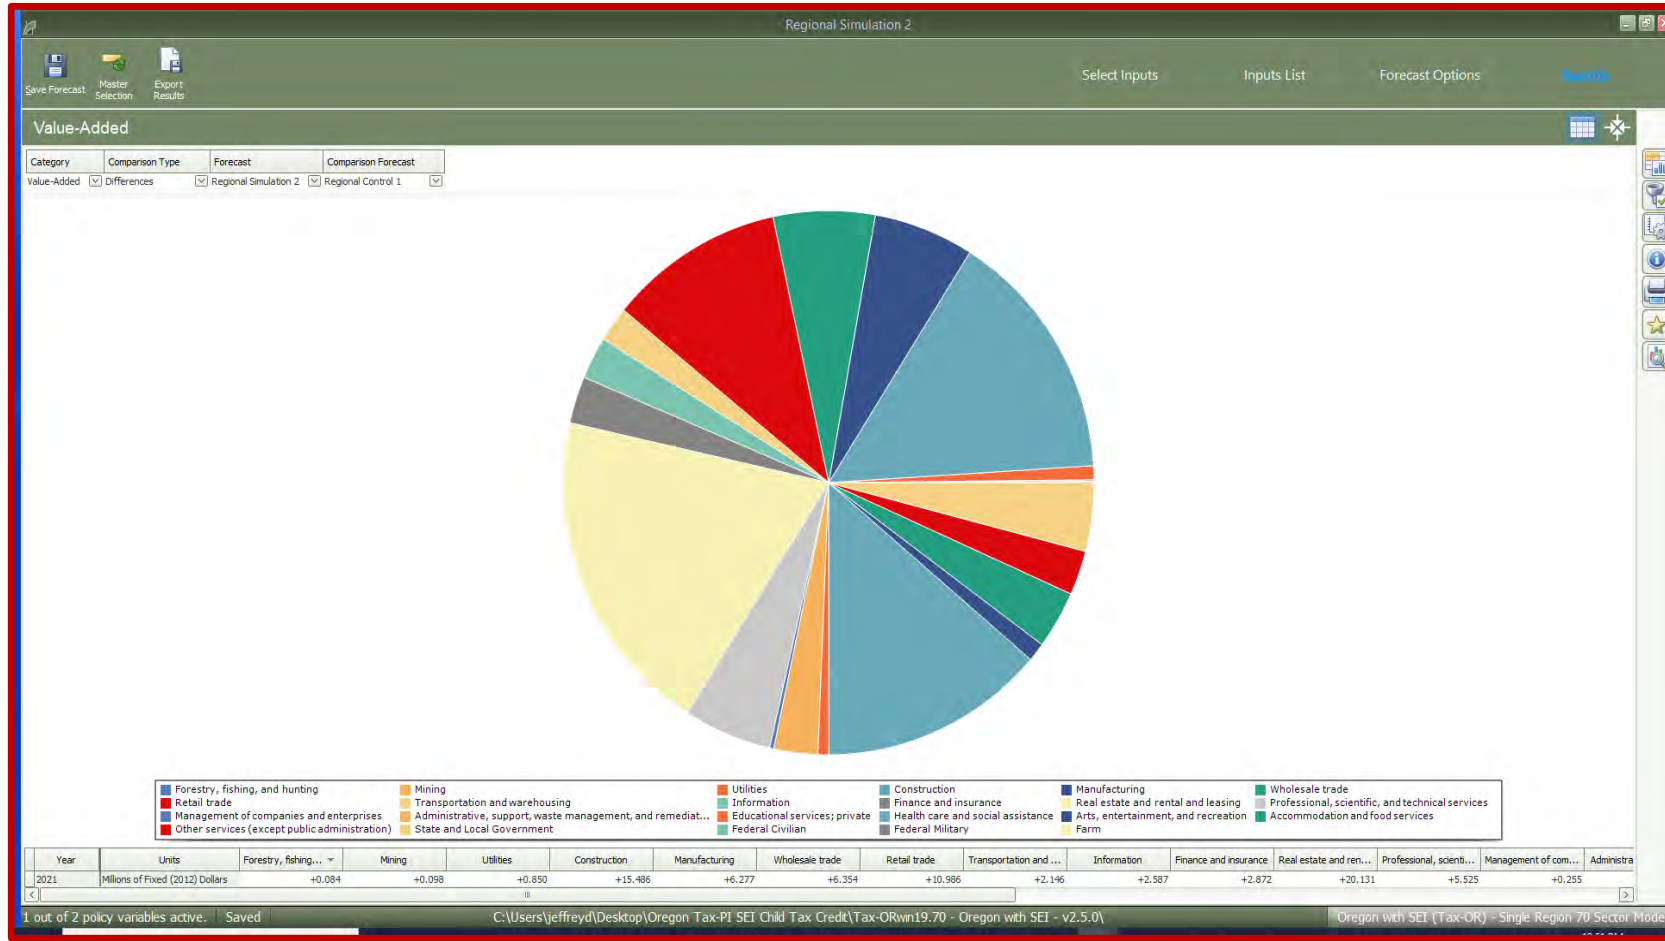 Regional Simulation 2
Save Forecast
Master Selection
Export Results
Select Inputs
Inputs List
Forecast Options
Results
Value-Added
Category Comparison Type Forecast Comparison Forecast
Value-Added Differences Regional Simulation 2 Regional Control 1
Forestry, fishing, and hunting Mining Utilities Construction Manufacturing Wholesale trade
Retail trade Transportation and warehousing Information Finance and insurance Real estate and rental and leasing Professional, scientific, and technical services
Management of companies and enterprises Administrative, support, waste management, and remediat... Educational services; private Health care and social assistance Arts, entertainment, and recreation Accommodation and food services
Other services (except public administration) State and Local Government Federal Civilian Federal Military Farm
Year Units Forestry, fishing,... Mining Utilities Construction Manufacturing Wholesale trade Retail trade Transportation and ... Information Finance and insurance Real estate and ren... Professional, scienti... Management of com... Administra
2021 Millions of Fixed (2012) Dollars +0.084 +0.098 +0.850 +15.486 +6.277 +6.354 +10.986 +2.146 +2.587 +2.872 +20.131 +5.525 +0.255
1 out of 2 policy variables active. Saved C:\Users\jeffreyd\Desktop\Oregon Tax-PI SEI Child Tax Credit\Tax-ORwin19.70 - Oregon with SEI - v2.5.0\ Oregon with SEI (Tax-OR) - Single Region 70 Sector Mode